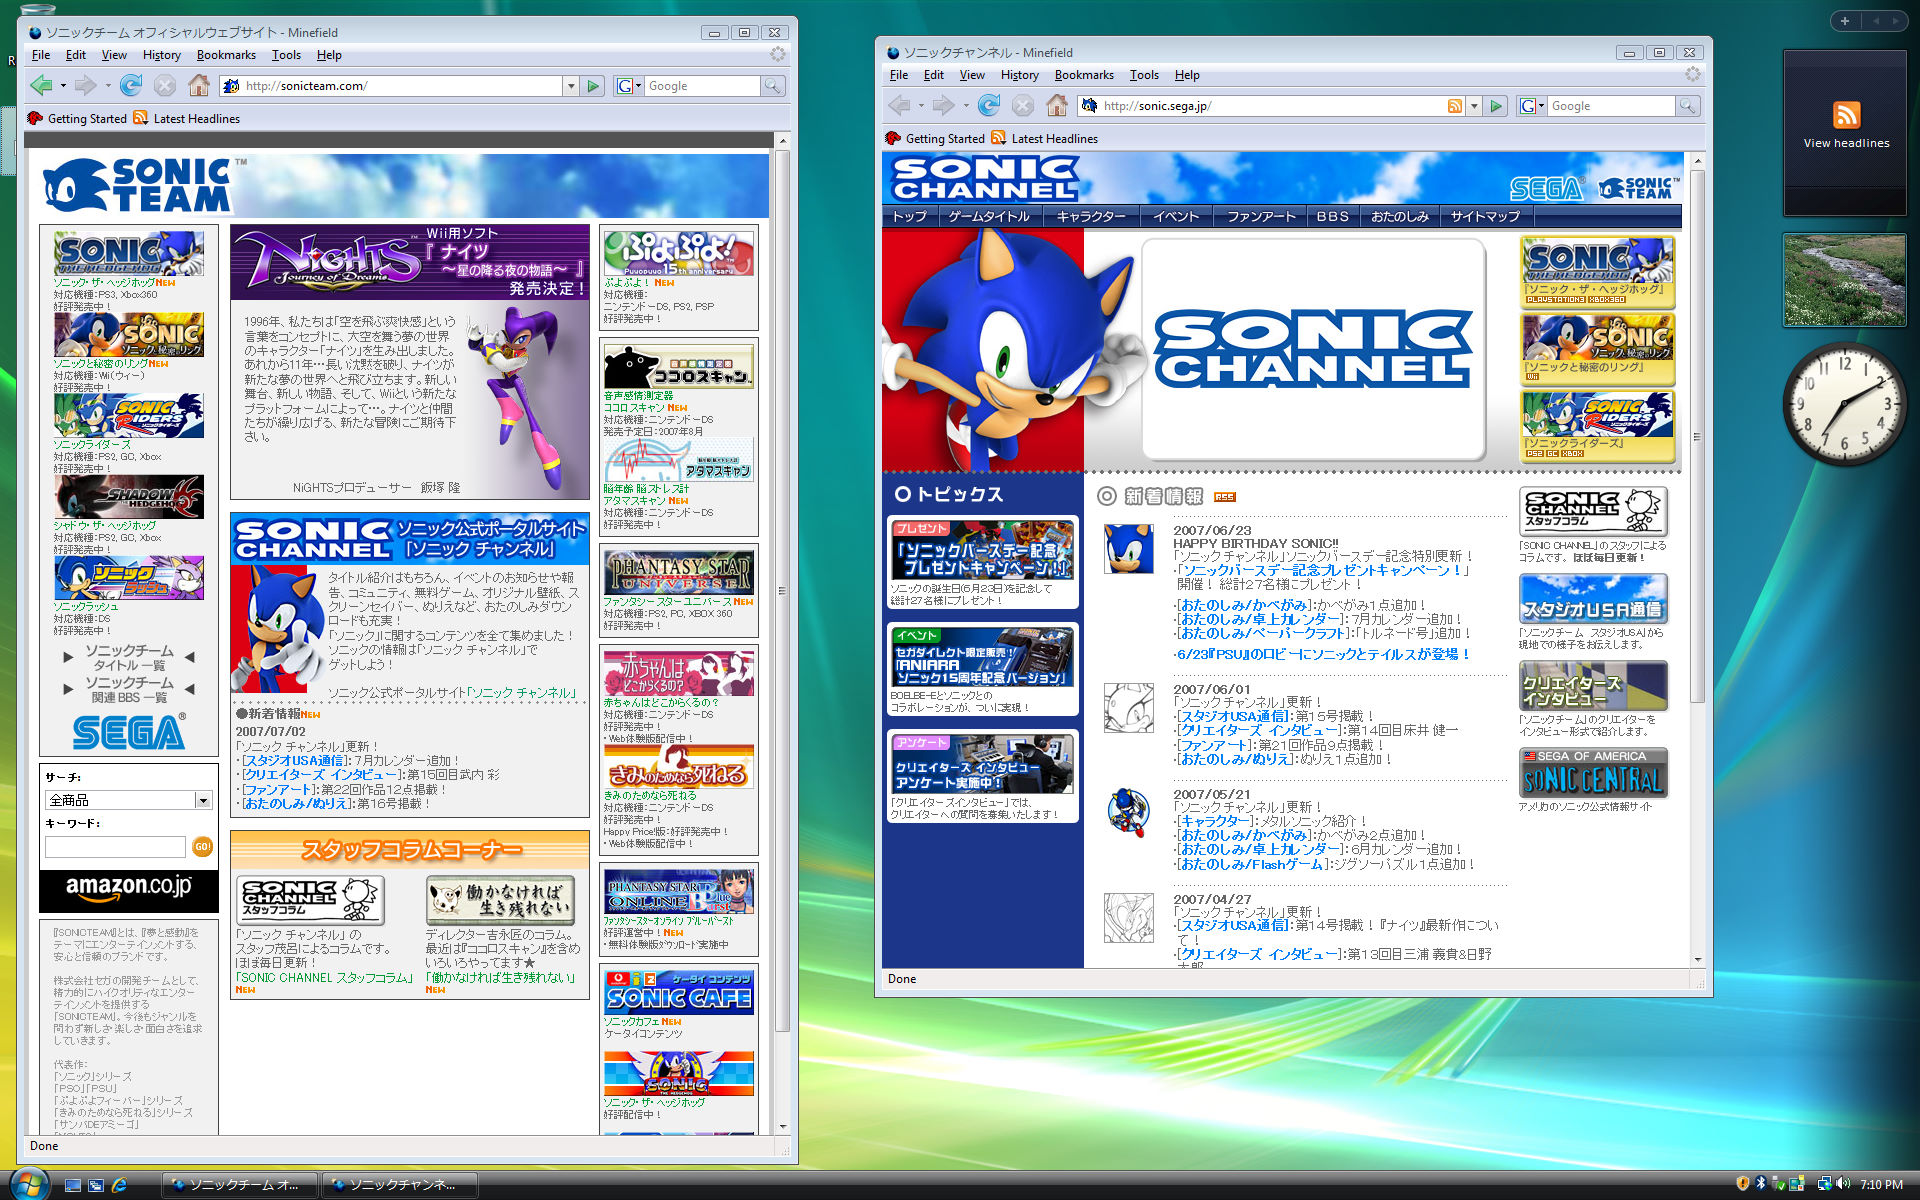 ソニックチーム オフィシャルウェブサイト - Minefield
File Edit View History Bookmarks Tools Help
http://sonicteam.com/
Google
Getting Started Latest Headlines
SONIC TEAM™
SONIC THE HEDGEHOG
ソニック・ザ・ヘッジホッグNEW
対応機種：PS3, Xbox360
好評発売中！
SONIC
ソニックと秘密のリング
ソニックと秘密のリングNEW
対応機種：Wii（ウィー）
好評発売中！
SONIC RIDERS
ソニックライダーズ
ソニックライダーズ
対応機種：PS2, GC, Xbox
好評発売中！
SHADOW THE HEDGEHOG
シャドウ・ザ・ヘッジホッグ
対応機種：PS2, GC, Xbox
好評発売中！
ソニックラッシュ
ソニックラッシュ
対応機種：DS
好評発売中！
ソニックチーム
タイトル一覧
ソニックチーム
関連BBS一覧
SEGA®
サーチ:
全商品
キーワード:
GO!
amazon.co.jp
『SONICTEAM』とは、『夢と感動』を
テーマにエンターテインメントする、
安心と信頼のブランドです。
株式会社セガの開発チームとして、
精力的にハイクオリティなエンター
テインメントを提供する
「SONICTEAM」。今後もジャンルを
問わず新しさ・楽しさ・面白さを追求
していきます。
代表作:
「ソニック」シリーズ
「PSO」「PSU」
「ぷよぷよフィーバー」シリーズ
「きみのためなら死ねる」シリーズ
「サンバDEアミーゴ」
NiGHTS™
Journey of Dreams
Wii用ソフト
『ナイツ
～星の降る夜の物語～』
発売決定！
1996年、私たちは「空を飛ぶ爽快感」という
言葉をコンセプトに、大空を舞う夢の世界
のキャラクター「ナイツ」を生み出しました。
あれから11年…長い沈黙を破り、ナイツが
新たな夢の世界へと飛び立ちます。新しい
舞台、新しい物語、そして、Wiiという新たな
プラットフォームによって…。ナイツと仲間
たちが繰り広げる、新たな冒険にご期待下
さい。
NiGHTSプロデューサー 飯塚 隆
SONIC CHANNEL
ソニック公式ポータルサイト
「ソニック チャンネル」
タイトル紹介はもちろん、イベントのお知らせや報
告、コミュニティ、無料ゲーム、オリジナル壁紙、ス
クリーンセイバー、ぬりえなど、おたのしみダウン
ロードも充実！
「ソニック」に関するコンテンツを全て集めました！
ソニックの情報は「ソニック チャンネル」で
ゲットしよう！
ソニック公式ポータルサイト「ソニック チャンネル」
●新着情報NEW
2007/07/02
「ソニック チャンネル」更新！
・[スタジオUSA通信]：7月カレンダー追加！
・[クリエイターズ インタビュー]：第15回目武内 彩
・[ファンアート]：第22回作品12点掲載！
・[おたのしみ/ぬりえ]：第16号掲載！
スタッフコラムコーナー
SONIC CHANNEL
スタッフコラム
「ソニック チャンネル」の
スタッフ茂呂によるコラムです。
ほぼ毎日更新！
「SONIC CHANNEL スタッフコラム」
NEW
働かなければ
生き残れない
ディレクター吉永匠のコラム。
最近は『ココロスキャン』を含め
いろいろやってます★
「働かなければ生き残れない」
NEW
ぷよぷよ！
Puyopuyo 15th anniversary
ぷよぷよ！ NEW
対応機種：
ニンテンドーDS, PS2, PSP
好評発売中！
音声感情測定器
ココロスキャン
音声感情測定器
ココロスキャン NEW
対応機種：ニンテンドーDS
発売予定日：2007年8月
アタマスキャン
脳年齢 脳ストレス計
アタマスキャン NEW
対応機種：ニンテンドーDS
好評発売中！
PHANTASY STAR
UNIVERSE
ファンタシースターユニバース NEW
対応機種：PS2, PC, XBOX 360
好評発売中！
赤ちゃんは
どこからくるの？
赤ちゃんはどこからくるの？
対応機種：ニンテンドーDS
好評発売中！
・Web体験版配信中！
きみのためなら死ねる
きみのためなら死ねる
対応機種：ニンテンドーDS
好評発売中！
Happy Price!版：好評発売中！
・Web体験版配信中！
PHANTASY STAR
ONLINE Blue Burst
ファンタシースターオンライン ブルーバースト
好評運営中！ NEW
・無料体験版ダウンロード実施中
ケータイ コンテンツ
SONIC CAFE
ソニックカフェ NEW
ケータイコンテンツ
SONIC
THE HEDGEHOG
ソニック・ザ・ヘッジホッグ
好評配信中！
Done
ソニックチャンネル - Minefield
File Edit View History Bookmarks Tools Help
http://sonic.sega.jp/
Google
Getting Started Latest Headlines
SONIC CHANNEL
SEGA® SONIC TEAM™
トップ ゲームタイトル キャラクター イベント ファンアート BBS おたのしみ サイトマップ
SONIC
CHANNEL
SONIC THE HEDGEHOG
『ソニック・ザ・ヘッジホッグ』
PLAYSTATION3 XBOX360
SONIC
ソニックと秘密のリング
『ソニックと秘密のリング』
Wii
SONIC RIDERS
ソニックライダーズ
『ソニックライダーズ』
PS2 GC XBOX
トピックス
プレゼント
「ソニックバースデー記念
プレゼントキャンペーン！」
ソニックの誕生日(6月23日)を記念して
総計27名様にプレゼント！
イベント
セガダイレクト限定販売！
「ANIARA
ソニック15周年記念バージョン」
BOELBE-Eとソニックとの
コラボレーションが、ついに実現！
アンケート
クリエイターズ インタビュー
アンケート実施中！
「クリエイターズインタビュー」では、
クリエイターへの質問を募集いたします！
新着情報 RSS
2007/06/23
HAPPY BIRTHDAY SONIC!!
「ソニック チャンネル」ソニックバースデー記念特別更新！
・「ソニックバースデー記念プレゼントキャンペーン！」
開催！ 総計27名様にプレゼント！
・[おたのしみ/かべがみ]：かべがみ1点追加！
・[おたのしみ/卓上カレンダー]：7月カレンダー追加！
・[おたのしみ/ペーパークラフト]：「トルネード号」追加！
・6/23『PSU』のロビーにソニックとテイルスが登場！
2007/06/01
「ソニック チャンネル」更新！
・[スタジオUSA通信]：第15号掲載！
・[クリエイターズ インタビュー]：第14回目床井 健一
・[ファンアート]：第21回作品9点掲載！
・[おたのしみ/ぬりえ]：ぬりえ1点追加！
2007/05/21
「ソニック チャンネル」更新！
・[キャラクター]：メタルソニック紹介！
・[おたのしみ/かべがみ]：かべがみ2点追加！
・[おたのしみ/卓上カレンダー]：6月カレンダー追加！
・[おたのしみ/Flashゲーム]：ジグソーパズル1点追加！
2007/04/27
「ソニック チャンネル」更新！
・[スタジオUSA通信]：第14号掲載！『ナイツ』最新作につい
て！
・[クリエイターズ インタビュー]：第13回目三浦 義貴&日野
SONIC CHANNEL
スタッフコラム
「SONIC CHANNEL」のスタッフによる
コラムです。ほぼ毎日更新！
スタジオUSA通信
「ソニックチーム スタジオUSA」から
現地での様子をお伝えします。
クリエイターズ
インタビュー
「ソニックチーム」のクリエイターを
インタビュー形式で紹介します。
SEGA OF AMERICA
SONIC CENTRAL
アメリカのソニック公式情報サイト
Done
View headlines
12 1 2 3 4 5 6 7 8 9 10 11
ソニックチーム オ...
ソニックチャンネ...
7:10 PM